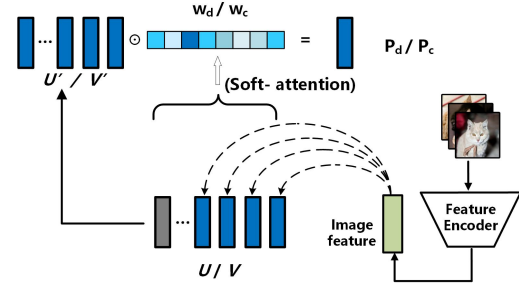 w_d / w_c
... ⊙ = P_d / P_c
U' / V'
(Soft- attention)
...
Image
feature
Feature
Encoder
U / V